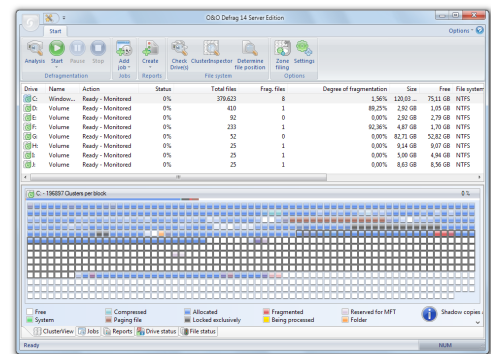 O&O Defrag 14 Server Edition
Start
Options
Analysis Start Pause Stop Add job Create Check Drive(s) ClusterInspector Determine file position Zone filing Settings
Defragmentation Jobs Reports File system Options
Drive Name Action Status Total files Frag. files Degree of fragmentation Size Free File system
C: Window... Ready - Monitored 0% 379.623 8 1,56% 120,03 ... 75,11 GB NTFS
D: Volume Ready - Monitored 0% 410 1 89,25% 2,92 GB 1,05 GB NTFS
E: Volume Ready - Monitored 0% 92 0 0,00% 2,92 GB 2,79 GB NTFS
F: Volume Ready - Monitored 0% 233 1 92,36% 4,87 GB 1,70 GB NTFS
G: Volume Ready - Monitored 0% 52 0 0,00% 82,71 GB 52,82 GB NTFS
H: Volume Ready - Monitored 0% 25 1 0,00% 9,14 GB 9,07 GB NTFS
I: Volume Ready - Monitored 0% 25 1 0,00% 5,00 GB 4,94 GB NTFS
J: Volume Ready - Monitored 0% 25 1 0,00% 8,63 GB 8,56 GB NTFS
C: - 196897 Clusters per block 0 %
Free Compressed Allocated Fragmented Reserved for MFT Shadow copies
System Paging file Locked exclusively Being processed Folder
ClusterView Jobs Reports Drive status File status
Ready NUM